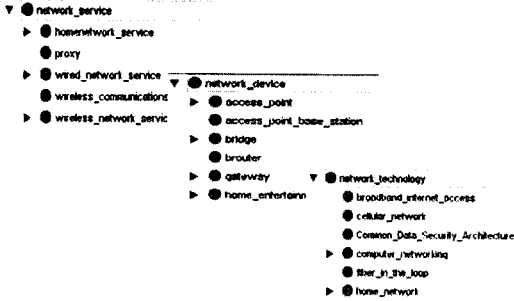 network_service
homenetwork_service
proxy
wired_network_service
wireless_communications
wireless_network_servic
network_device
access_point
access_point_base_station
bridge
brouter
gateway
home_entertainn
network_technology
broadband_internet_access
cellular_network
Common_Data_Security_Architecture
computer_networking
fiber_in_the_loop
home_network